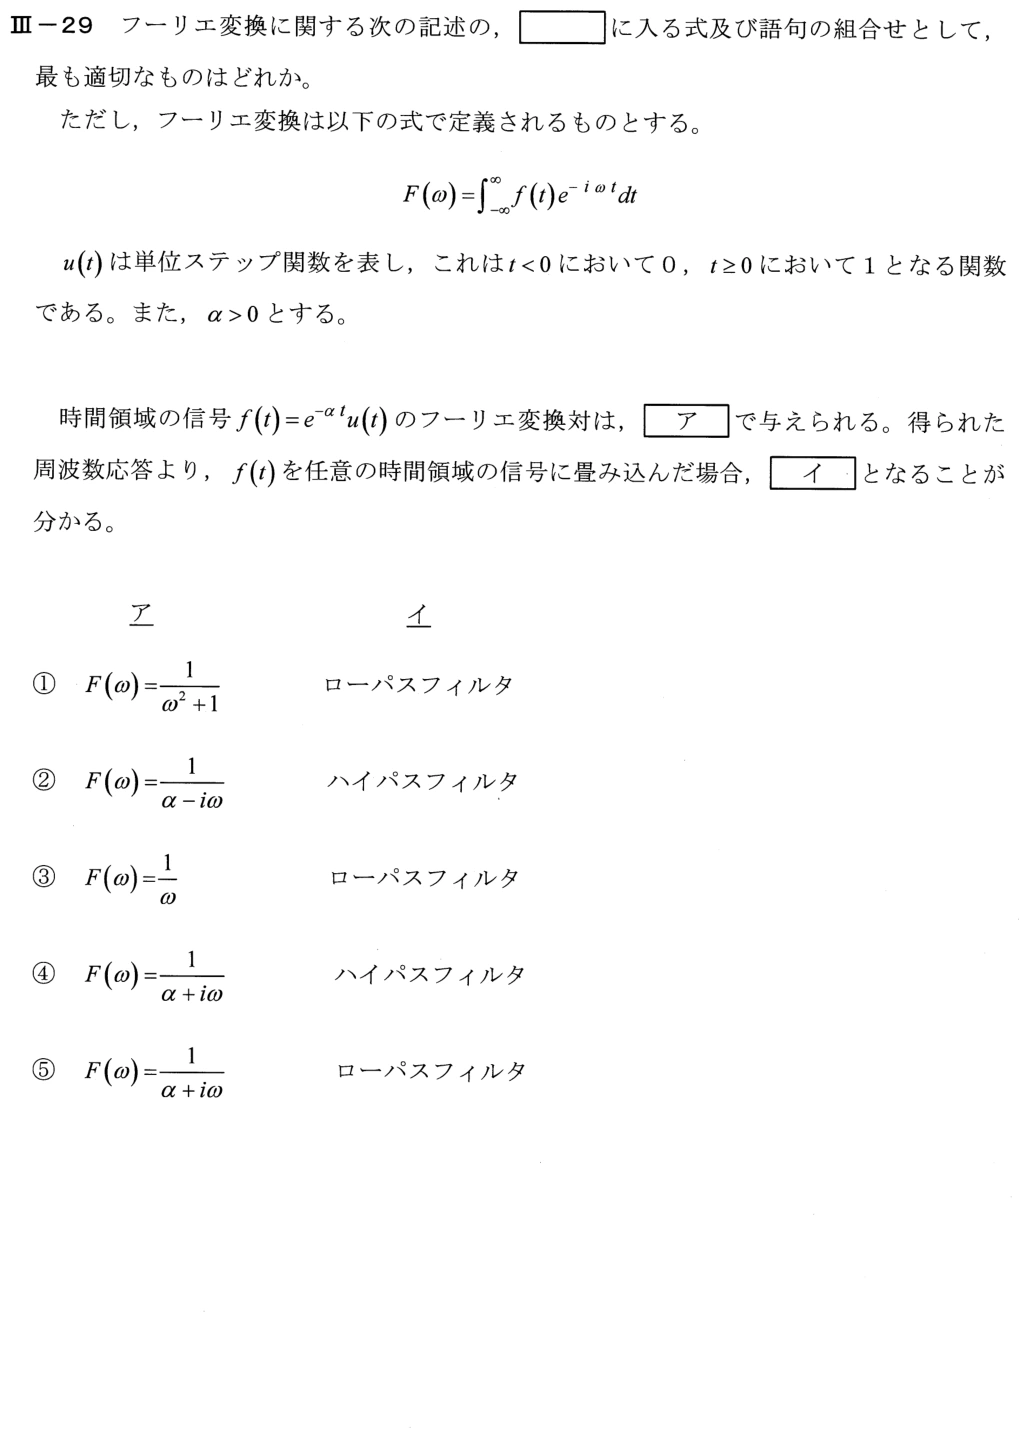 Ⅲ－29 フーリエ変換に関する次の記述の，□に入る式及び語句の組合せとして，
最も適切なものはどれか。
ただし，フーリエ変換は以下の式で定義されるものとする。
F(ω)=∫_{-∞}^{∞} f(t)e^{-iωt}dt
u(t)は単位ステップ関数を表し，これはt<0において0，t≥0において1となる関数
である。また，α>0とする。
時間領域の信号f(t)=e^{-αt}u(t)のフーリエ変換対は，ア で与えられる。得られた
周波数応答より，f(t)を任意の時間領域の信号に畳み込んだ場合，イ となることが
分かる。
ア イ
① F(ω)=1/(ω²+1) ローパスフィルタ
② F(ω)=1/(α-iω) ハイパスフィルタ
③ F(ω)=1/ω ローパスフィルタ
④ F(ω)=1/(α+iω) ハイパスフィルタ
⑤ F(ω)=1/(α+iω) ローパスフィルタ